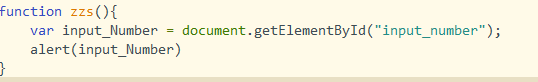 function zzs(){
var input_Number = document.getElementById("input_number");
alert(input_Number)
}